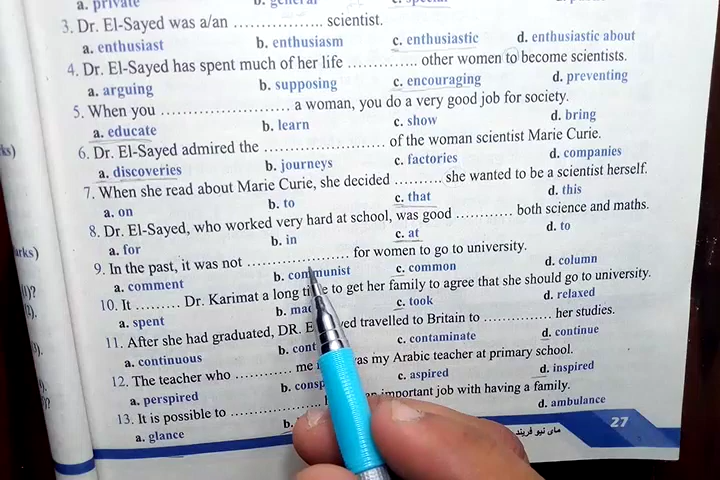 a. private b. general c. special
3. Dr. El-Sayed was a/an ................ scientist.
a. enthusiast b. enthusiasm c. enthusiastic d. enthusiastic about
4. Dr. El-Sayed has spent much of her life ............. other women to become scientists.
a. arguing b. supposing c. encouraging d. preventing
5. When you ........................ a woman, you do a very good job for society.
a. educate b. learn c. show d. bring
6. Dr. El-Sayed admired the ....................... of the woman scientist Marie Curie.
a. discoveries b. journeys c. factories d. companies
7. When she read about Marie Curie, she decided .......... she wanted to be a scientist herself.
a. on b. to c. that d. this
8. Dr. El-Sayed, who worked very hard at school, was good ............ both science and maths.
a. for b. in c. at d. to
9. In the past, it was not ...................... for women to go to university.
a. comment b. communist c. common d. column
10. It ......... Dr. Karimat a long time to get her family to agree that she should go to university.
a. spent c. took d. relaxed
11. After she had graduated, DR. travelled to Britain to .............. her studies.
a. continuous c. contaminate d. continue
12. The teacher who ............ me was my Arabic teacher at primary school.
a. perspired c. aspired d. inspired
13. It is possible to .................. an important job with having a family.
a. glance b. d. ambulance
27
ماي نيو فريند